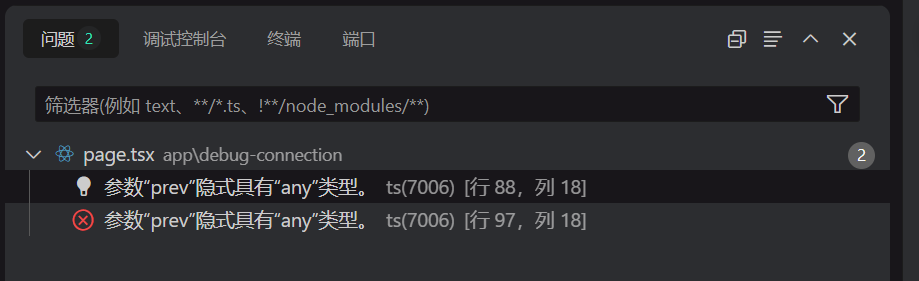 问题 2 调试控制台 终端 端口
筛选器(例如 text、**/*.ts、!**/node_modules/**)
page.tsx app\debug-connection 2
参数“prev”隐式具有“any”类型。 ts(7006) [行 88，列 18]
参数“prev”隐式具有“any”类型。 ts(7006) [行 97，列 18]